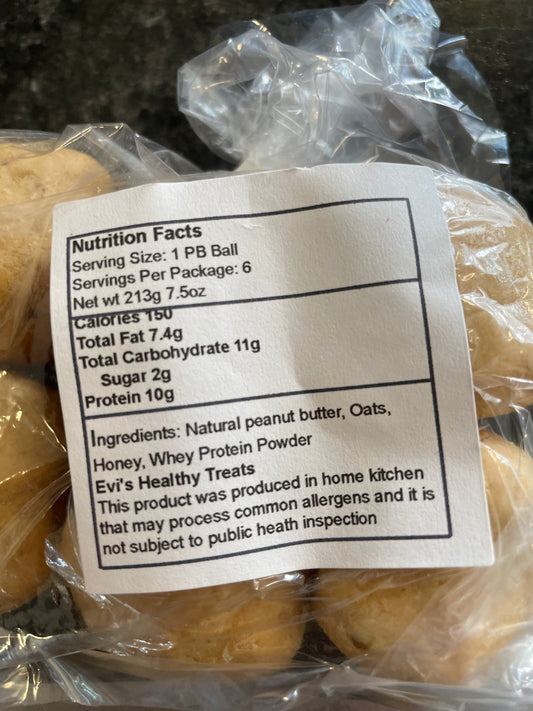 Nutrition Facts
Serving Size: 1 PB Ball
Servings Per Package: 6
Net wt 213g 7.5oz
Calories 150
Total Fat 7.4g
Total Carbohydrate 11g
Sugar 2g
Protein 10g
Ingredients: Natural peanut butter, Oats,
Honey, Whey Protein Powder
Evi's Healthy Treats
This product was produced in home kitchen
that may process common allergens and it is
not subject to public heath inspection